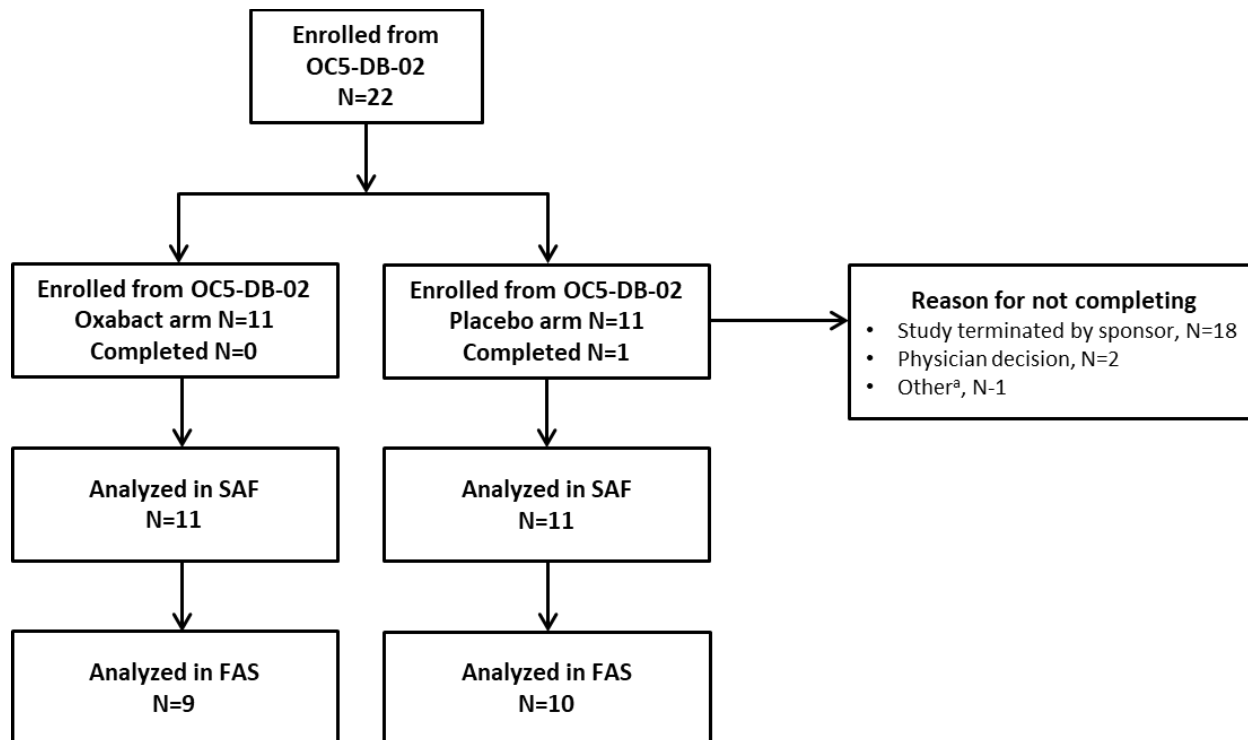 Enrolled from
OC5-DB-02
N=22
Enrolled from OC5-DB-02
Oxabact arm N=11
Completed N=0
Enrolled from OC5-DB-02
Placebo arm N=11
Completed N=1
Reason for not completing
• Study terminated by sponsor, N=18
• Physician decision, N=2
• Otherᵃ, N-1
Analyzed in SAF
N=11
Analyzed in SAF
N=11
Analyzed in FAS
N=9
Analyzed in FAS
N=10